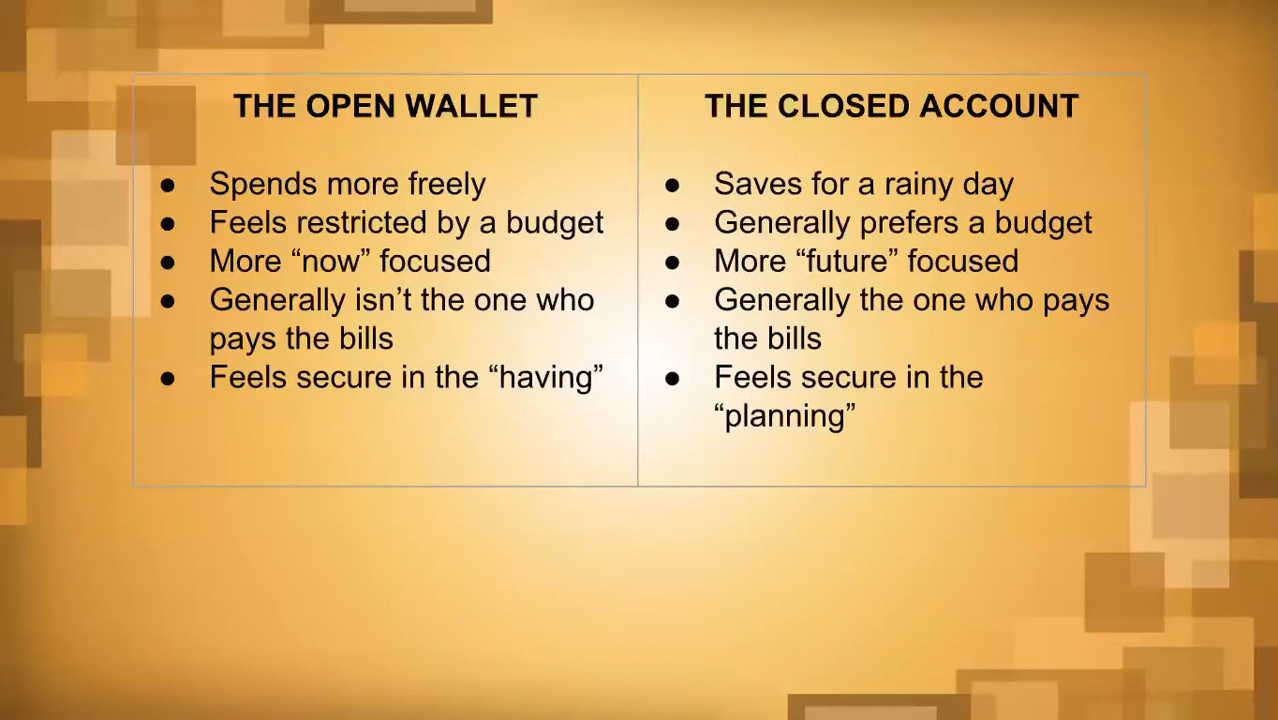 THE OPEN WALLET
● Spends more freely
● Feels restricted by a budget
● More “now” focused
● Generally isn’t the one who
pays the bills
● Feels secure in the “having”
THE CLOSED ACCOUNT
● Saves for a rainy day
● Generally prefers a budget
● More “future” focused
● Generally the one who pays
the bills
● Feels secure in the
“planning”